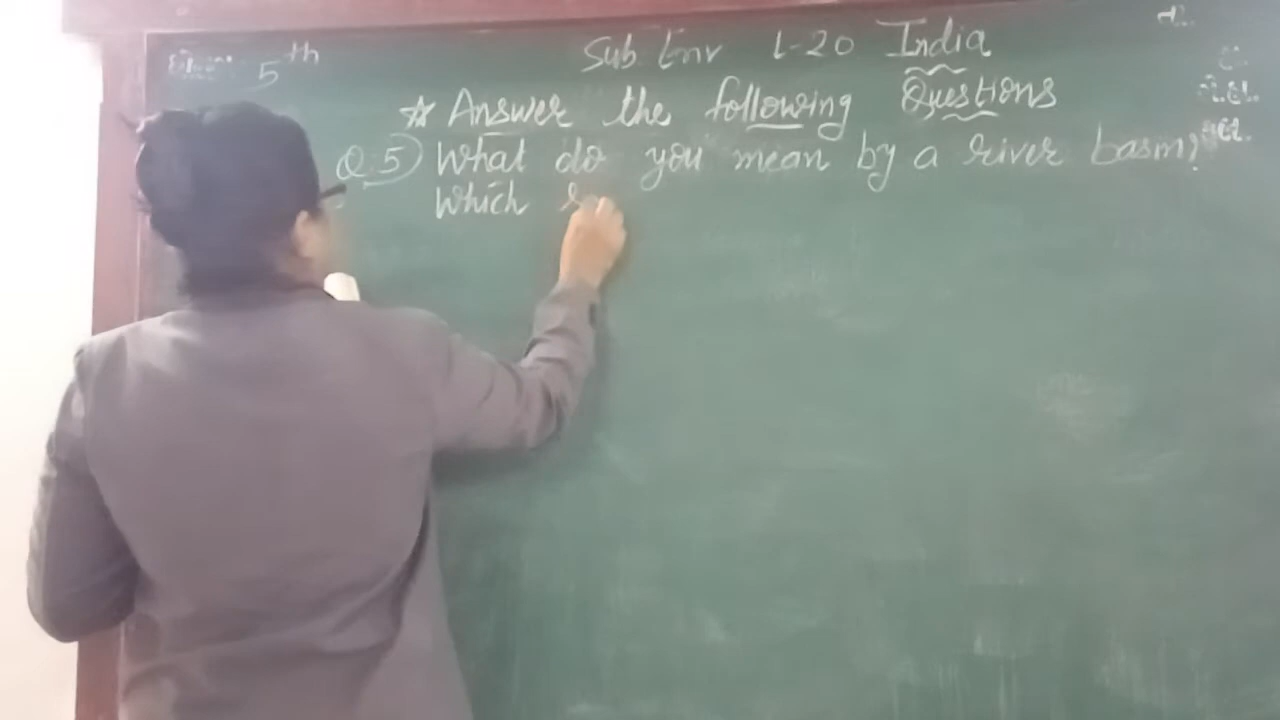 5th
Sub Env L-20 India
☆ Answer the following Questions
Q.5) What do you mean by a river basin?
Which